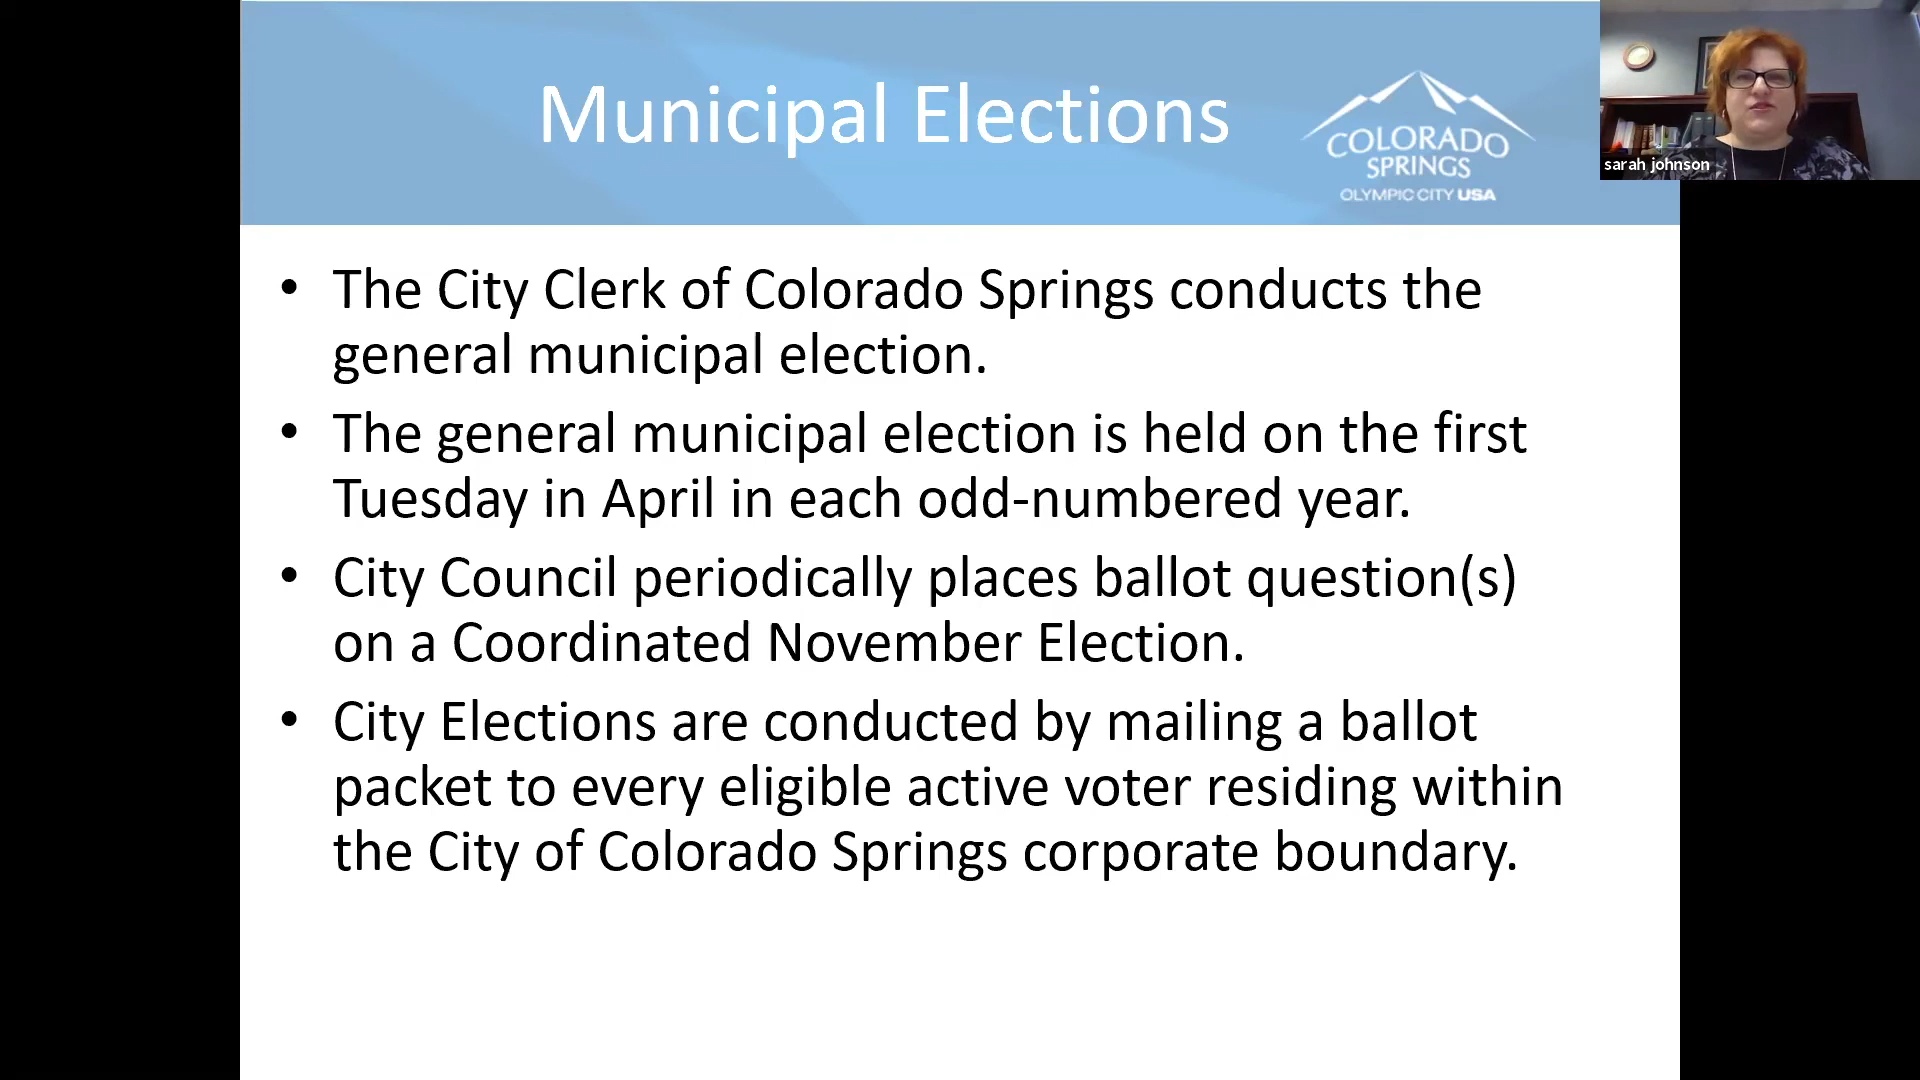 Municipal Elections
COLORADO
SPRINGS
OLYMPIC CITY USA
sarah johnson
• The City Clerk of Colorado Springs conducts the
general municipal election.
• The general municipal election is held on the first
Tuesday in April in each odd-numbered year.
• City Council periodically places ballot question(s)
on a Coordinated November Election.
• City Elections are conducted by mailing a ballot
packet to every eligible active voter residing within
the City of Colorado Springs corporate boundary.